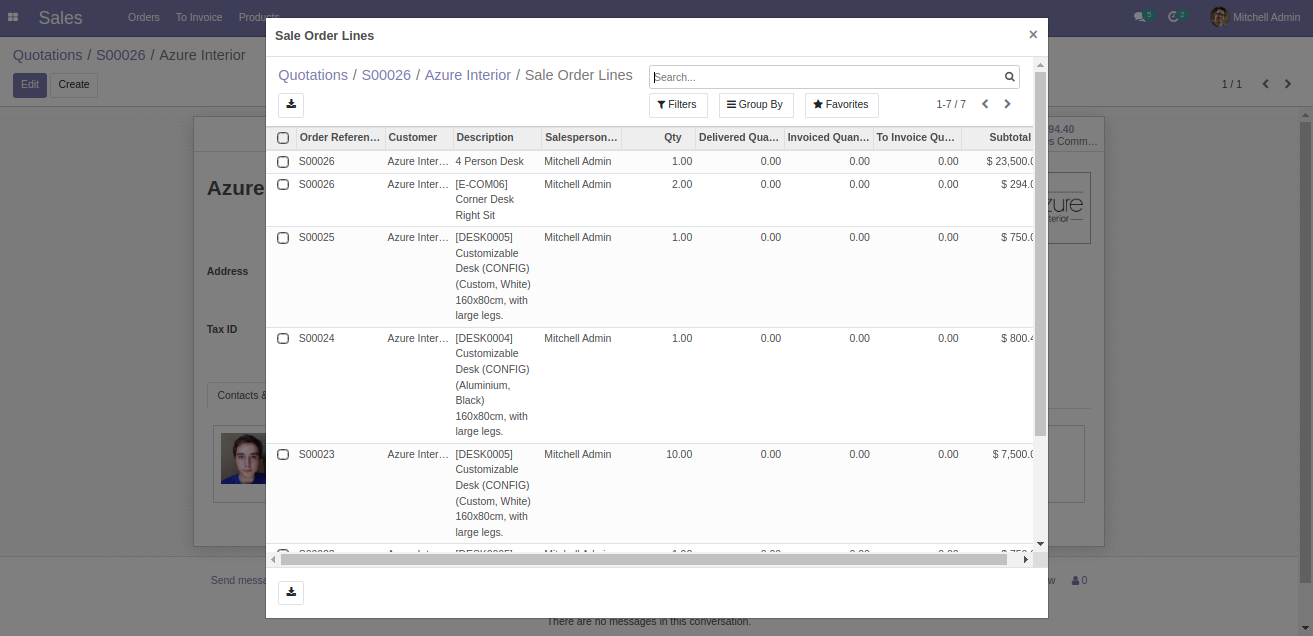 Sales Orders To Invoice Products 5 2 Mitchell Admin
Quotations / S00026 / Azure Interior
Edit Create 1 / 1
Sale Order Lines ×
Quotations / S00026 / Azure Interior / Sale Order Lines Search...
Filters Group By Favorites 1-7 / 7
Order Referen... Customer Description Salesperson... Qty Delivered Qua... Invoiced Quan... To Invoice Qu... Subtotal
S00026 Azure Inter... 4 Person Desk Mitchell Admin 1.00 0.00 0.00 0.00 $ 23,500.0
S00026 Azure Inter... [E-COM06] Mitchell Admin 2.00 0.00 0.00 0.00 $ 294.0
Corner Desk
Right Sit
S00025 Azure Inter... [DESK0005] Mitchell Admin 1.00 0.00 0.00 0.00 $ 750.0
Customizable
Desk (CONFIG)
(Custom, White)
160x80cm, with
large legs.
S00024 Azure Inter... [DESK0004] Mitchell Admin 1.00 0.00 0.00 0.00 $ 800.4
Customizable
Desk (CONFIG)
(Aluminium,
Black)
160x80cm, with
large legs.
S00023 Azure Inter... [DESK0005] Mitchell Admin 10.00 0.00 0.00 0.00 $ 7,500.0
Customizable
Desk (CONFIG)
(Custom, White)
160x80cm, with
large legs.
Azure
Address
Tax ID
Contacts &
94.40
s Comm...
zure
terior
Send messa
w 0
There are no messages in this conversation.